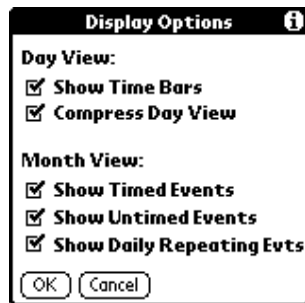 Display Options
Day View:
Show Time Bars
Compress Day View
Month View:
Show Timed Events
Show Untimed Events
Show Daily Repeating Evts
OK Cancel